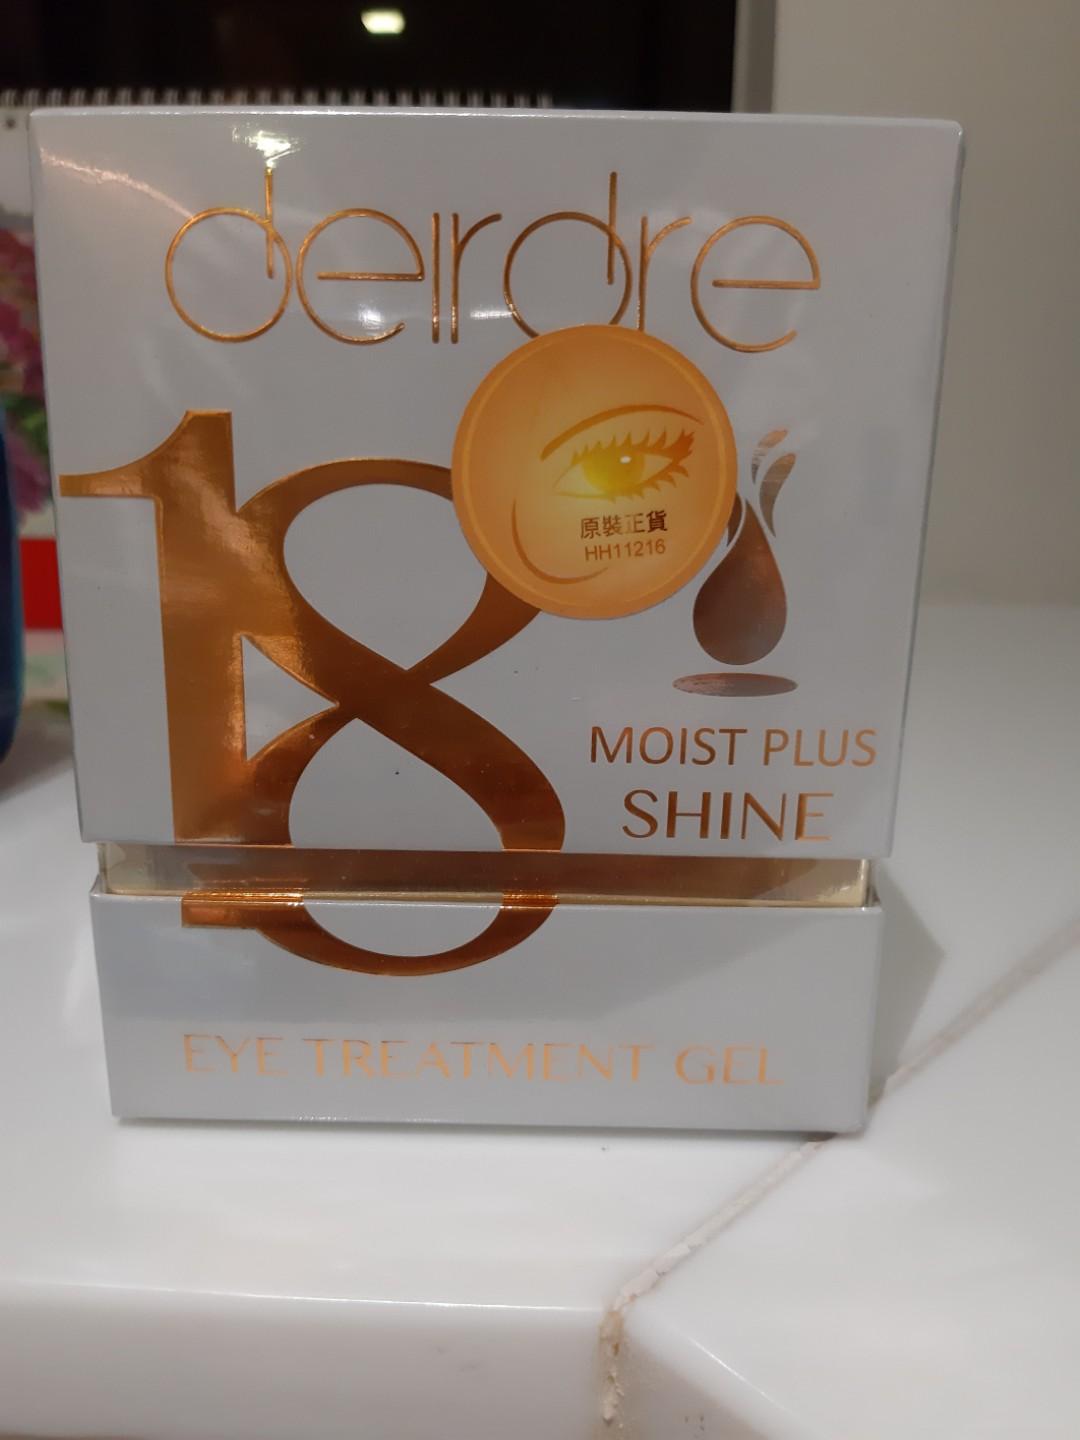 deirdre
18
原裝正貨
HH11216
MOIST PLUS
SHINE
EYE TREATMENT GEL